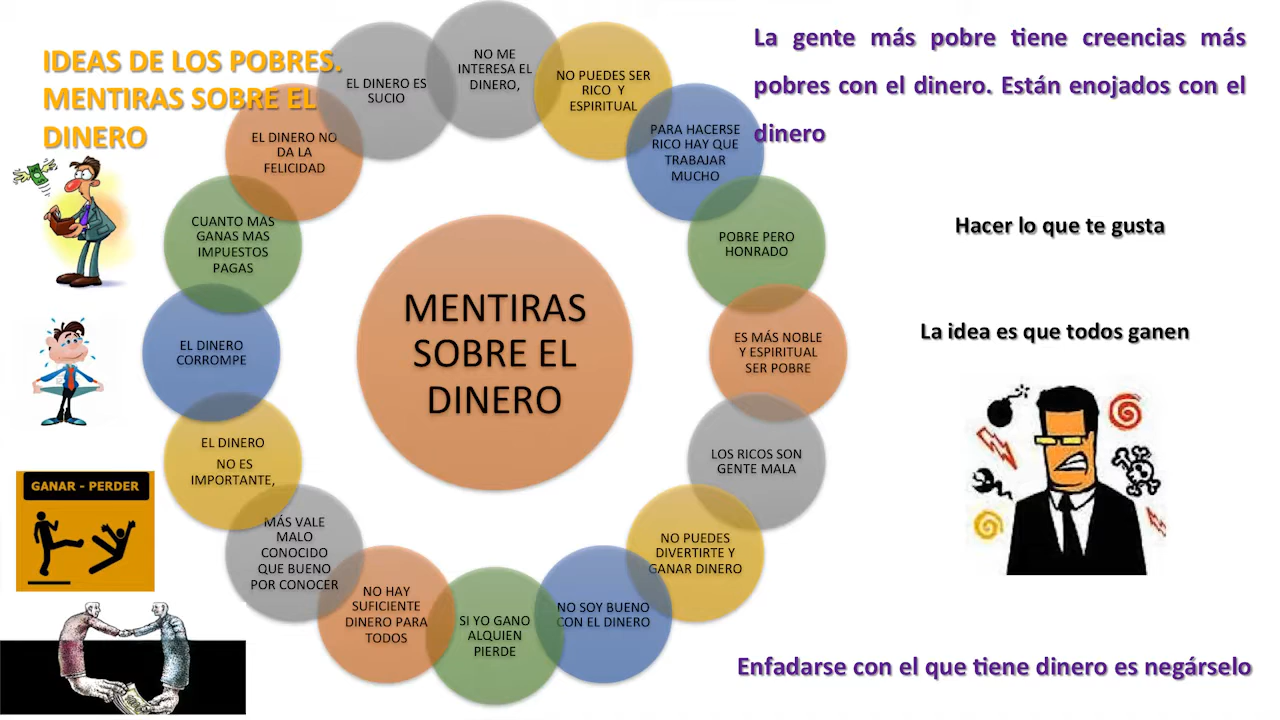 IDEAS DE LOS POBRES.
MENTIRAS SOBRE EL
DINERO
La gente más pobre tiene creencias más
pobres con el dinero. Están enojados con el
dinero
Hacer lo que te gusta
La idea es que todos ganen
Enfadarse con el que tiene dinero es negárselo
MENTIRAS
SOBRE EL
DINERO
NO ME
INTERESA EL
DINERO,
NO PUEDES SER
RICO Y
ESPIRITUAL
PARA HACERSE
RICO HAY QUE
TRABAJAR
MUCHO
POBRE PERO
HONRADO
ES MÁS NOBLE
Y ESPIRITUAL
SER POBRE
LOS RICOS SON
GENTE MALA
NO PUEDES
DIVERTIRTE Y
GANAR DINERO
NO SOY BUENO
CON EL DINERO
SI YO GANO
ALQUIEN
PIERDE
NO HAY
SUFICIENTE
DINERO PARA
TODOS
MÁS VALE
MALO
CONOCIDO
QUE BUENO
POR CONOCER
EL DINERO
NO ES
IMPORTANTE,
EL DINERO
CORROMPE
CUANTO MAS
GANAS MAS
IMPUESTOS
PAGAS
EL DINERO NO
DA LA
FELICIDAD
EL DINERO ES
SUCIO
GANAR - PERDER